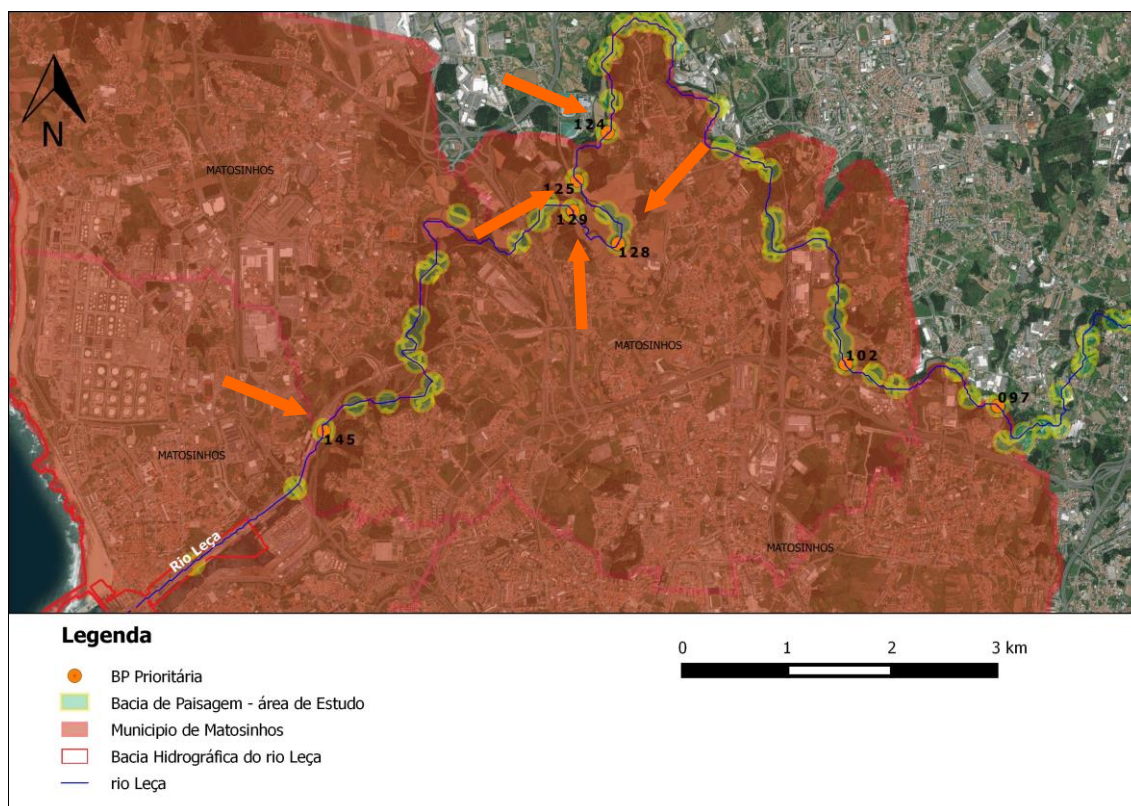 124
MATOSINHOS
N
125
129
128
MATOSINHOS
102
097
145
MATOSINHOS
MATOSINHOS
Rio Leça
Legenda
BP Prioritária
Bacia de Paisagem - área de Estudo
Municipio de Matosinhos
Bacia Hidrográfica do rio Leça
rio Leça
0 1 2 3 km